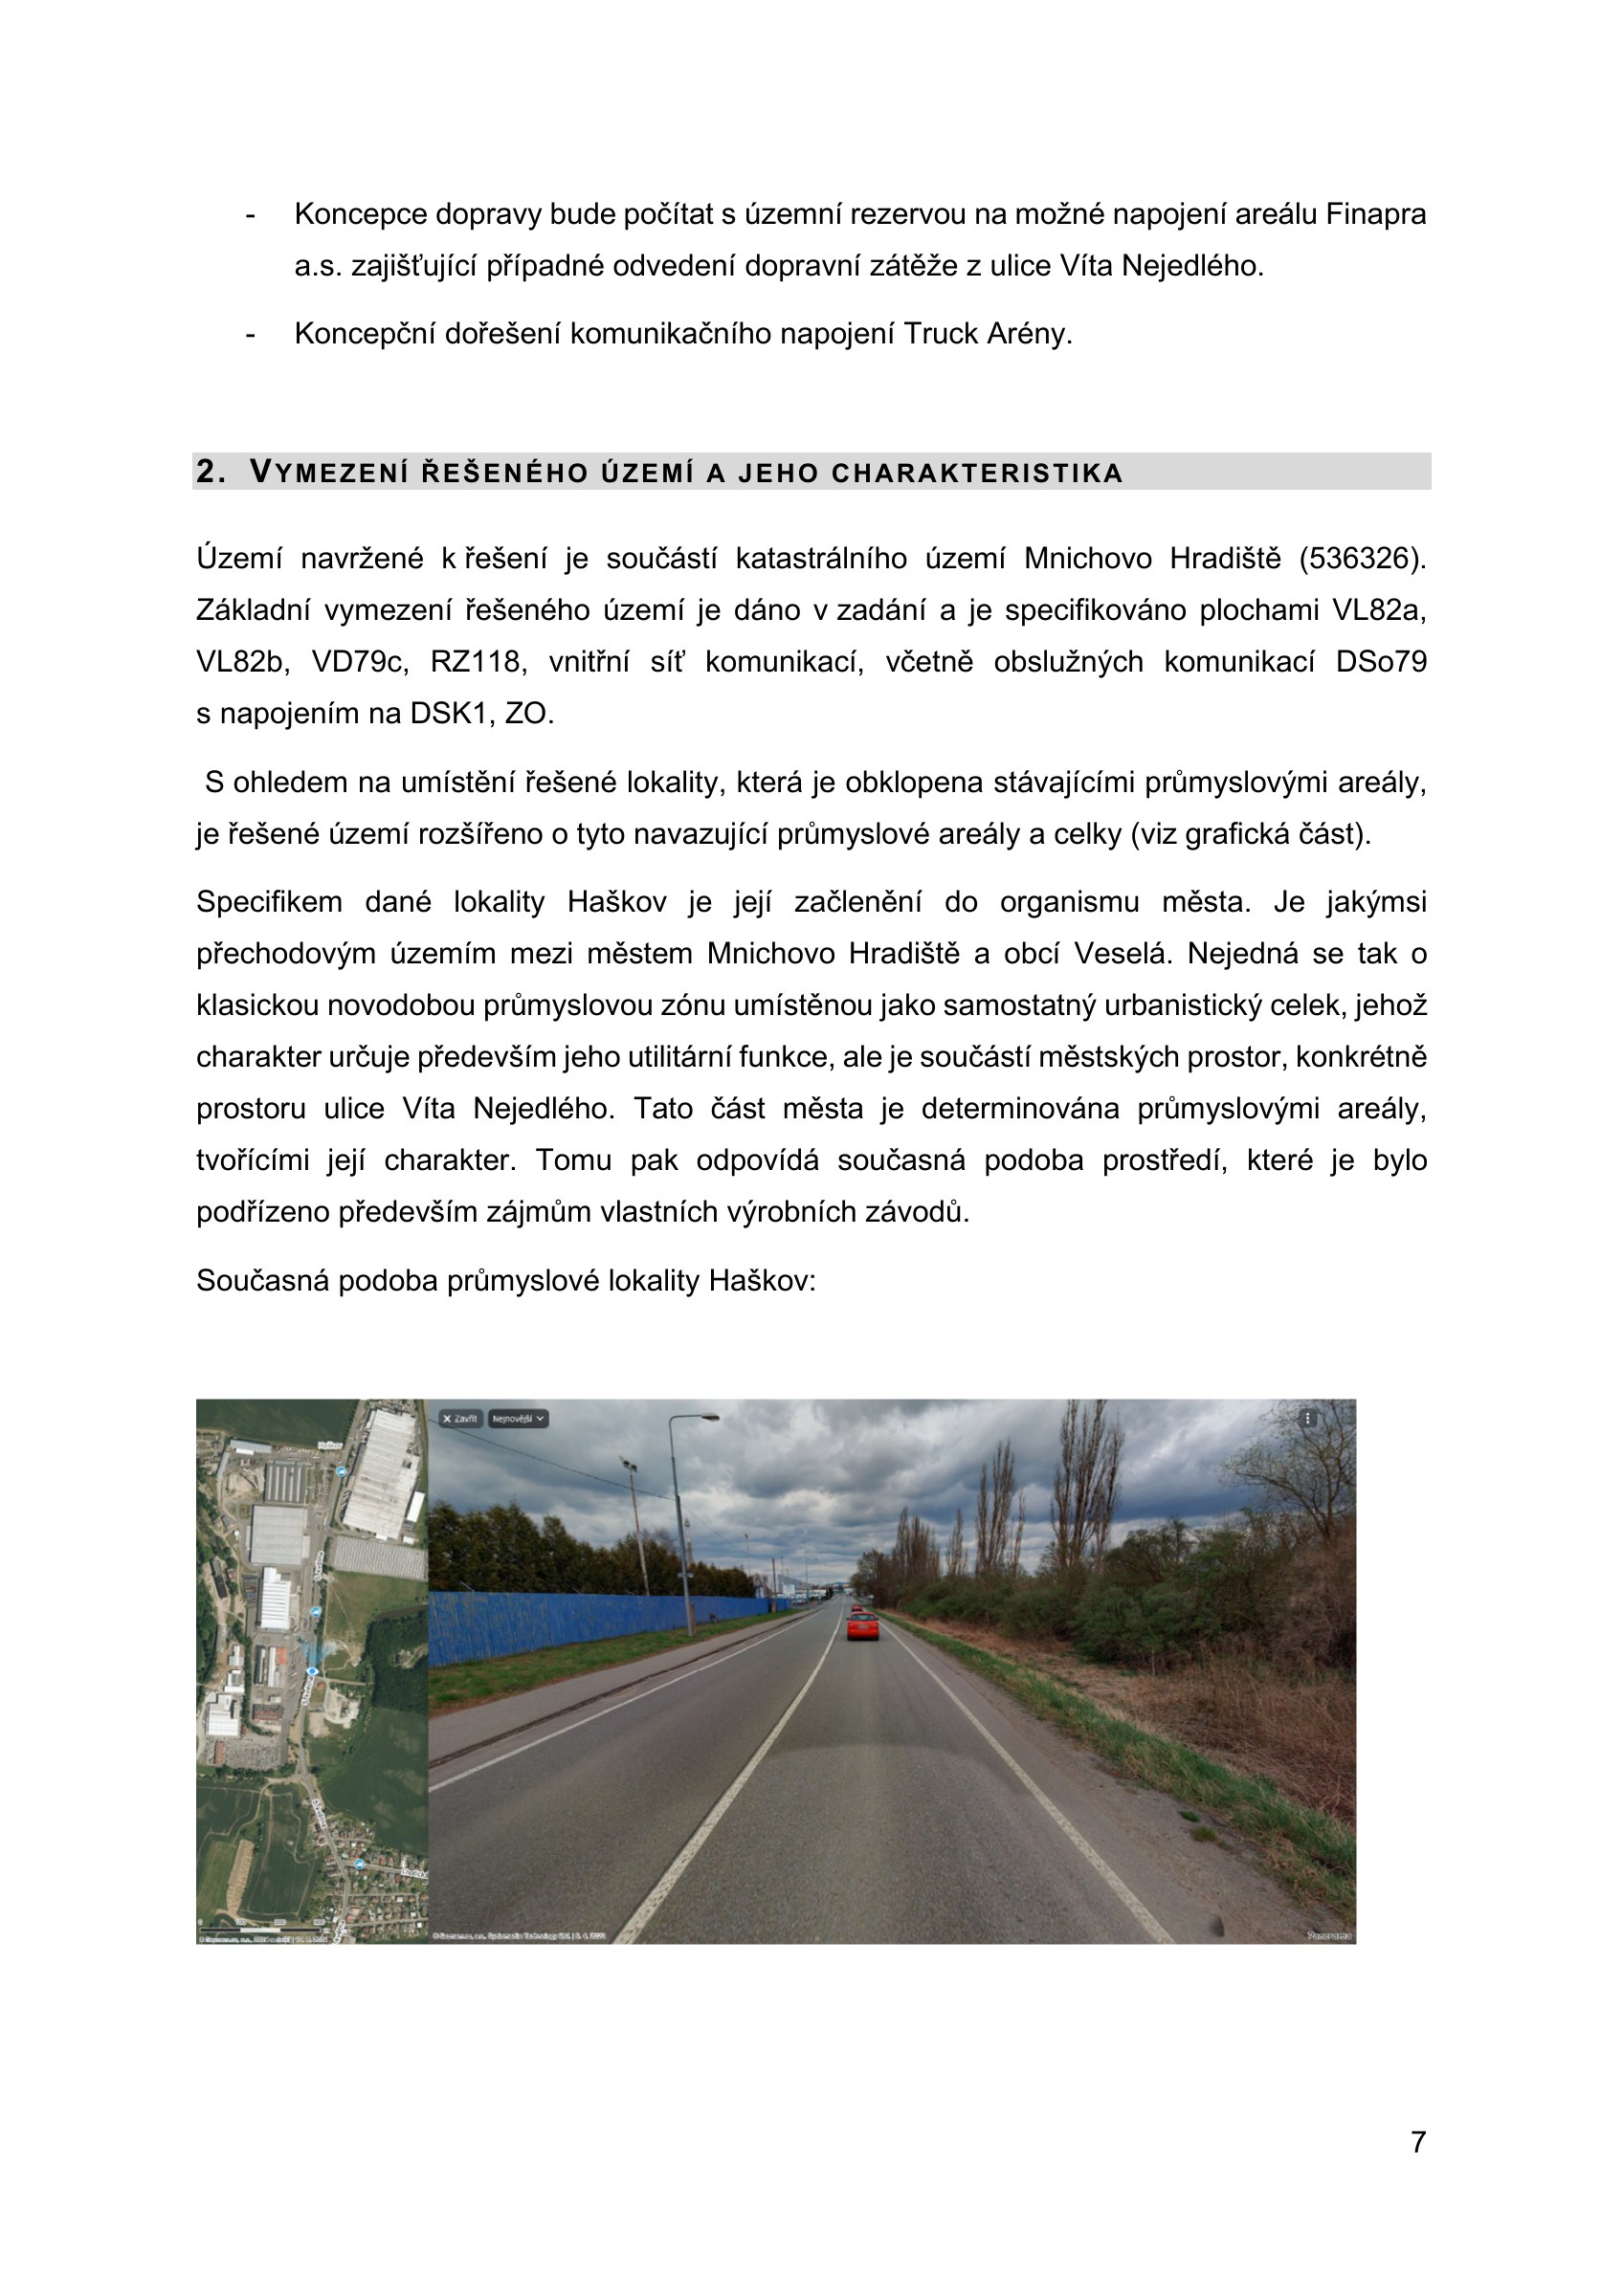 - Koncepce dopravy bude počítat s územní rezervou na možné napojení areálu Finapra
a.s. zajišťující případné odvedení dopravní zátěže z ulice Víta Nejedlého.
- Koncepční dořešení komunikačního napojení Truck Arény.
2. VYMEZENÍ ŘEŠENÉHO ÚZEMÍ A JEHO CHARAKTERISTIKA
Území navržené k řešení je součástí katastrálního území Mnichovo Hradiště (536326).
Základní vymezení řešeného území je dáno v zadání a je specifikováno plochami VL82a,
VL82b, VD79c, RZ118, vnitřní síť komunikací, včetně obslužných komunikací DSo79
s napojením na DSK1, ZO.
S ohledem na umístění řešené lokality, která je obklopena stávajícími průmyslovými areály,
je řešené území rozšířeno o tyto navazující průmyslové areály a celky (viz grafická část).
Specifikem dané lokality Haškov je její začlenění do organismu města. Je jakýmsi
přechodovým územím mezi městem Mnichovo Hradiště a obcí Veselá. Nejedná se tak o
klasickou novodobou průmyslovou zónu umístěnou jako samostatný urbanistický celek, jehož
charakter určuje především jeho utilitární funkce, ale je součástí městských prostor, konkrétně
prostoru ulice Víta Nejedlého. Tato část města je determinována průmyslovými areály,
tvořícími její charakter. Tomu pak odpovídá současná podoba prostředí, které je bylo
podřízeno především zájmům vlastních výrobních závodů.
Současná podoba průmyslové lokality Haškov:
Zavřít
Nejnovější
Haškov
Panorama
7